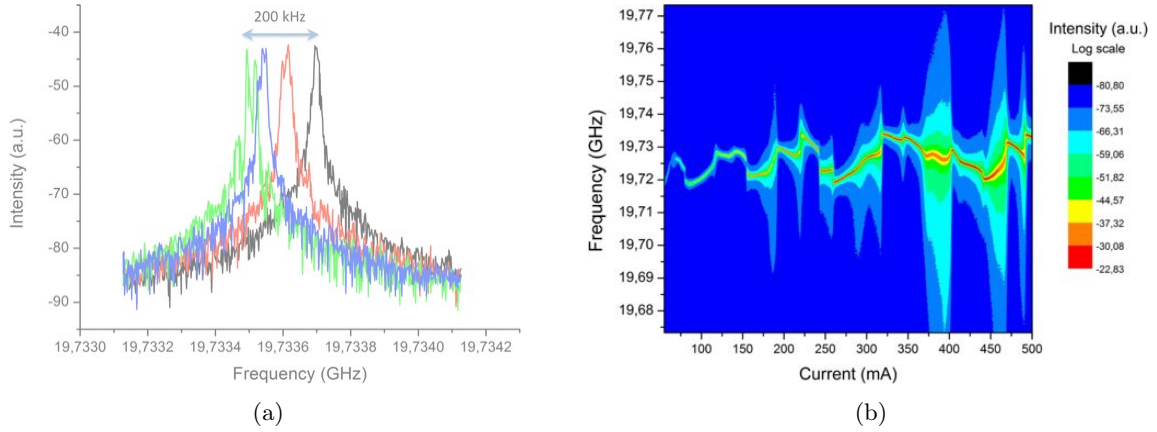 200 kHz
-40
-50
-60
-70
-80
-90
Intensity (a.u.)
19,7330 19,7332 19,7334 19,7336 19,7338 19,7340 19,7342
Frequency (GHz)
(a)
19,77
19,76
19,75
19,74
19,73
19,72
19,71
19,70
19,69
19,68
Frequency (GHz)
100 150 200 250 300 350 400 450 500
Current (mA)
Intensity (a.u.)
Log scale
-80,80
-73,55
-66,31
-59,06
-44,57
-37,32
-30,08
-22,83
(b)